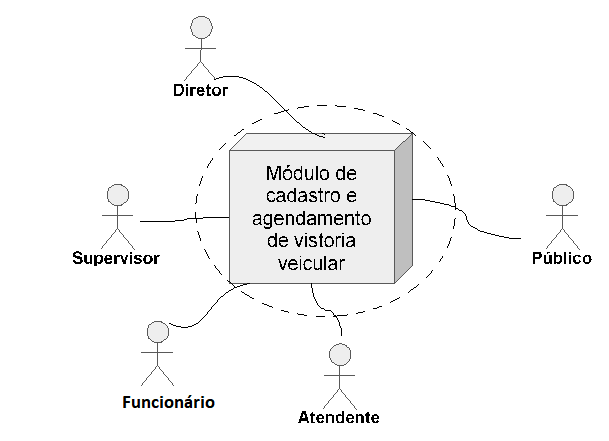 Diretor
Módulo de
cadastro e
agendamento
de vistoria
veicular
Supervisor
Público
Funcionário
Atendente